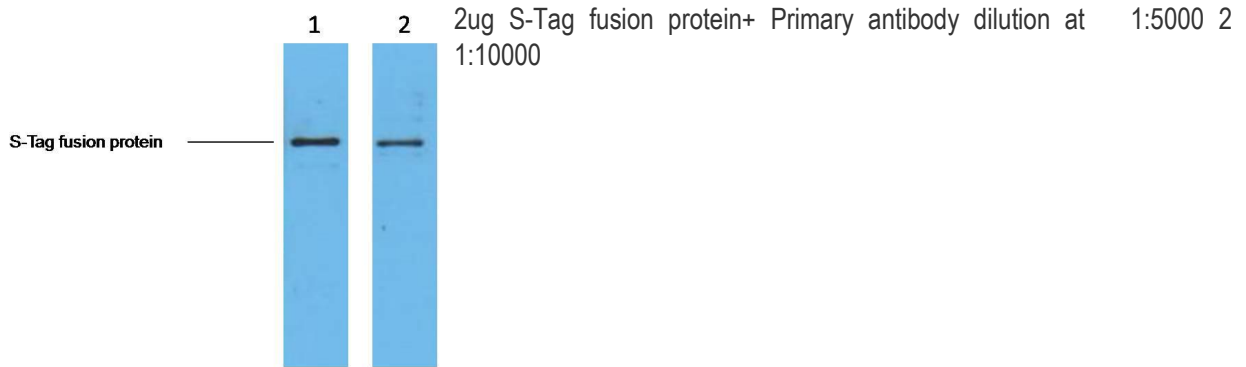 1 2
2ug S-Tag fusion protein+ Primary antibody dilution at 1:5000 2
1:10000
S-Tag fusion protein